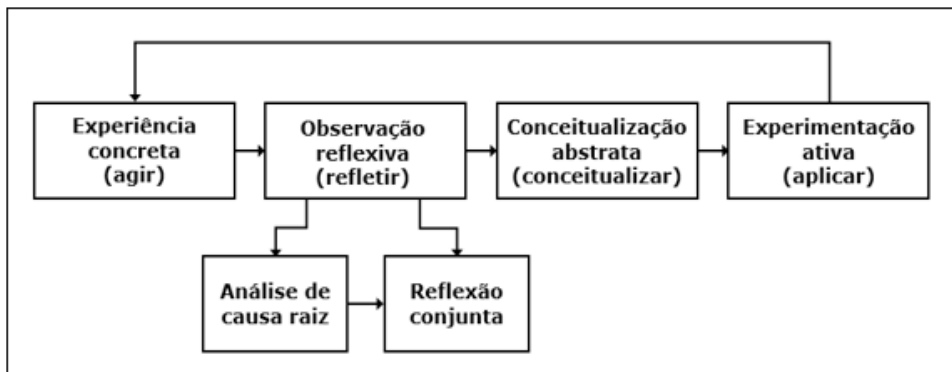 Experiência
concreta
(agir)
Observação
reflexiva
(refletir)
Conceitualização
abstrata
(conceitualizar)
Experimentação
ativa
(aplicar)
Análise de
causa raiz
Reflexão
conjunta